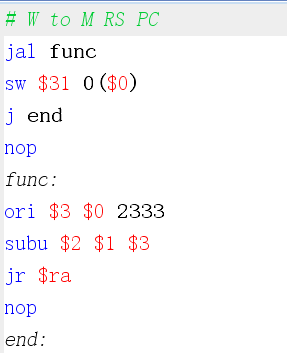 # W to M RS PC
jal func
sw $31 0($0)
j end
nop
func:
ori $3 $0 2333
subu $2 $1 $3
jr $ra
nop
end: